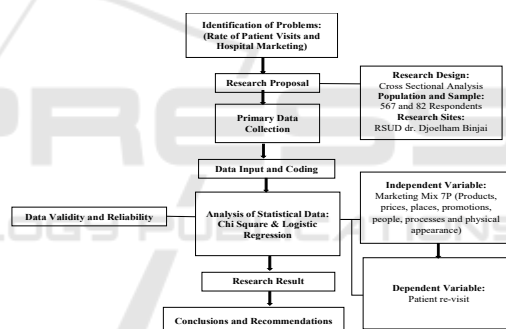 Identification of Problems:
(Rate of Patient Visits and
Hospital Marketing)
Research Proposal
Research Design:
Cross Sectional Analysis
Population and Sample:
567 and 82 Respondents
Research Sites:
RSUD dr. Djoelham Binjai
Primary Data
Collection
Data Input and Coding
Data Validity and Reliability
Analysis of Statistical Data:
Chi Square & Logistic
Regression
Independent Variable:
Marketing Mix 7P (Products,
prices, places, promotions,
people, processes and physical
appearance)
Dependent Variable:
Patient re-visit
Research Result
Conclusions and Recommendations